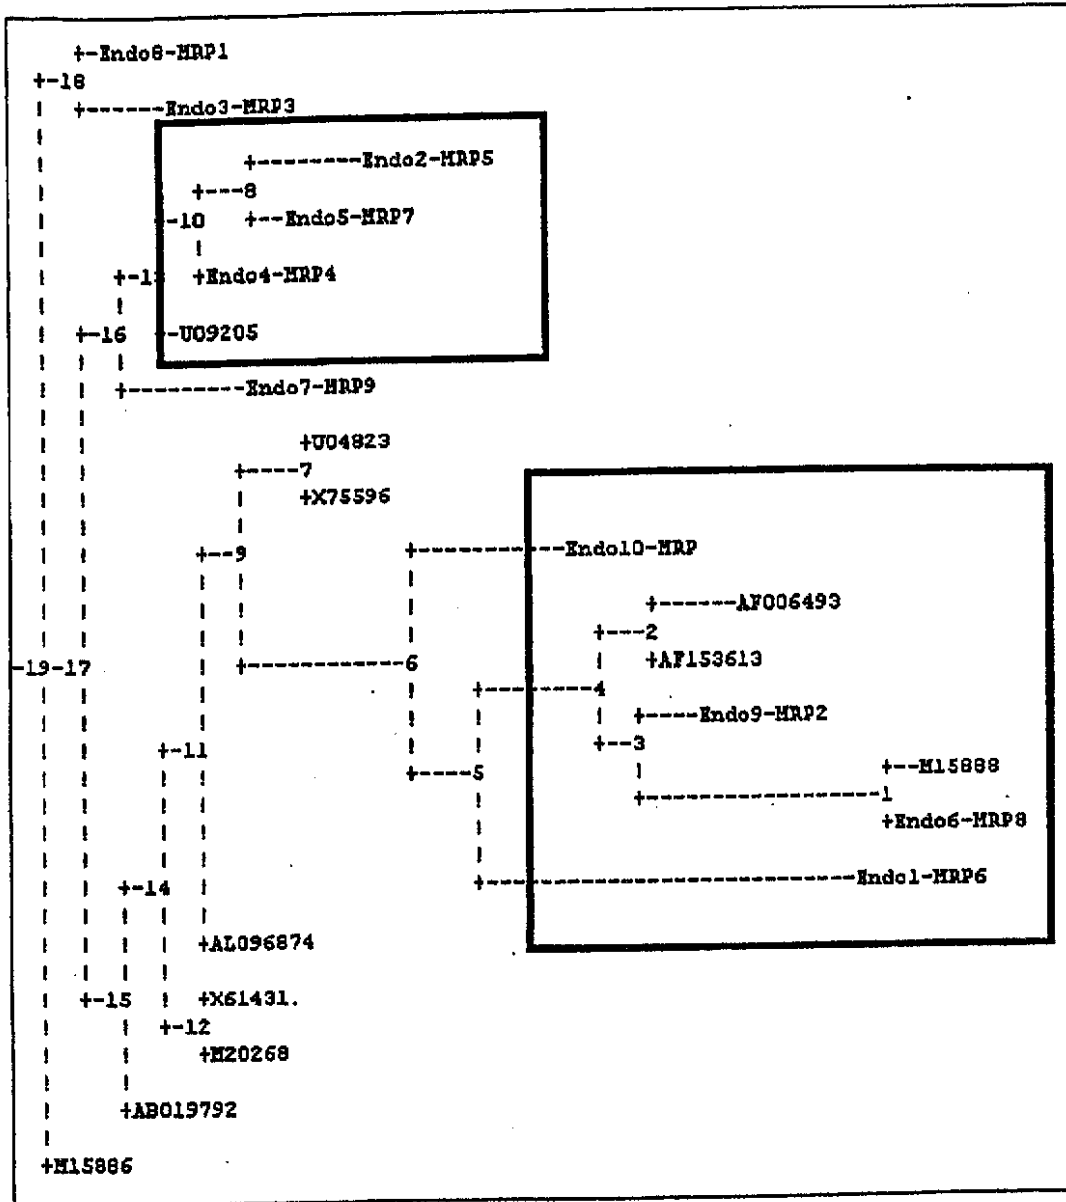 +-Endo8-MRP1
+-18
! +------Endo3-MRP3
!
! +--------Endo2-MRP5
! +---8
! +-10 +--Endo5-MRP7
! ! !
! +-13 +Endo4-MRP4
! ! !
! +-16 +-U09205
! ! !
! ! +---------Endo7-MRP9
! !
! ! +U04823
! ! +----7
! ! ! +X75596
! ! !
! ! +--9 +-----------Endo10-MRP
! ! ! ! !
! ! ! ! ! +------AF006493
! ! ! ! ! +---2
-19-17 ! +------------6 ! +AF153613
! ! ! ! +--------4
! ! ! ! ! ! +----Endo9-MRP2
! ! ! ! ! +--3
! ! +-11 ! ! ! +--M15888
! ! ! ! +----5 +-----------------1
! ! ! ! ! +Endo6-MRP8
! ! ! ! !
! ! +-14 ! +---------------------------Endo1-MRP6
! ! ! ! !
! ! ! ! +AL096874
! ! ! !
! +-15 ! +X61431.
! ! +-12
! ! +M20268
! !
! +AB019792
!
+M15886